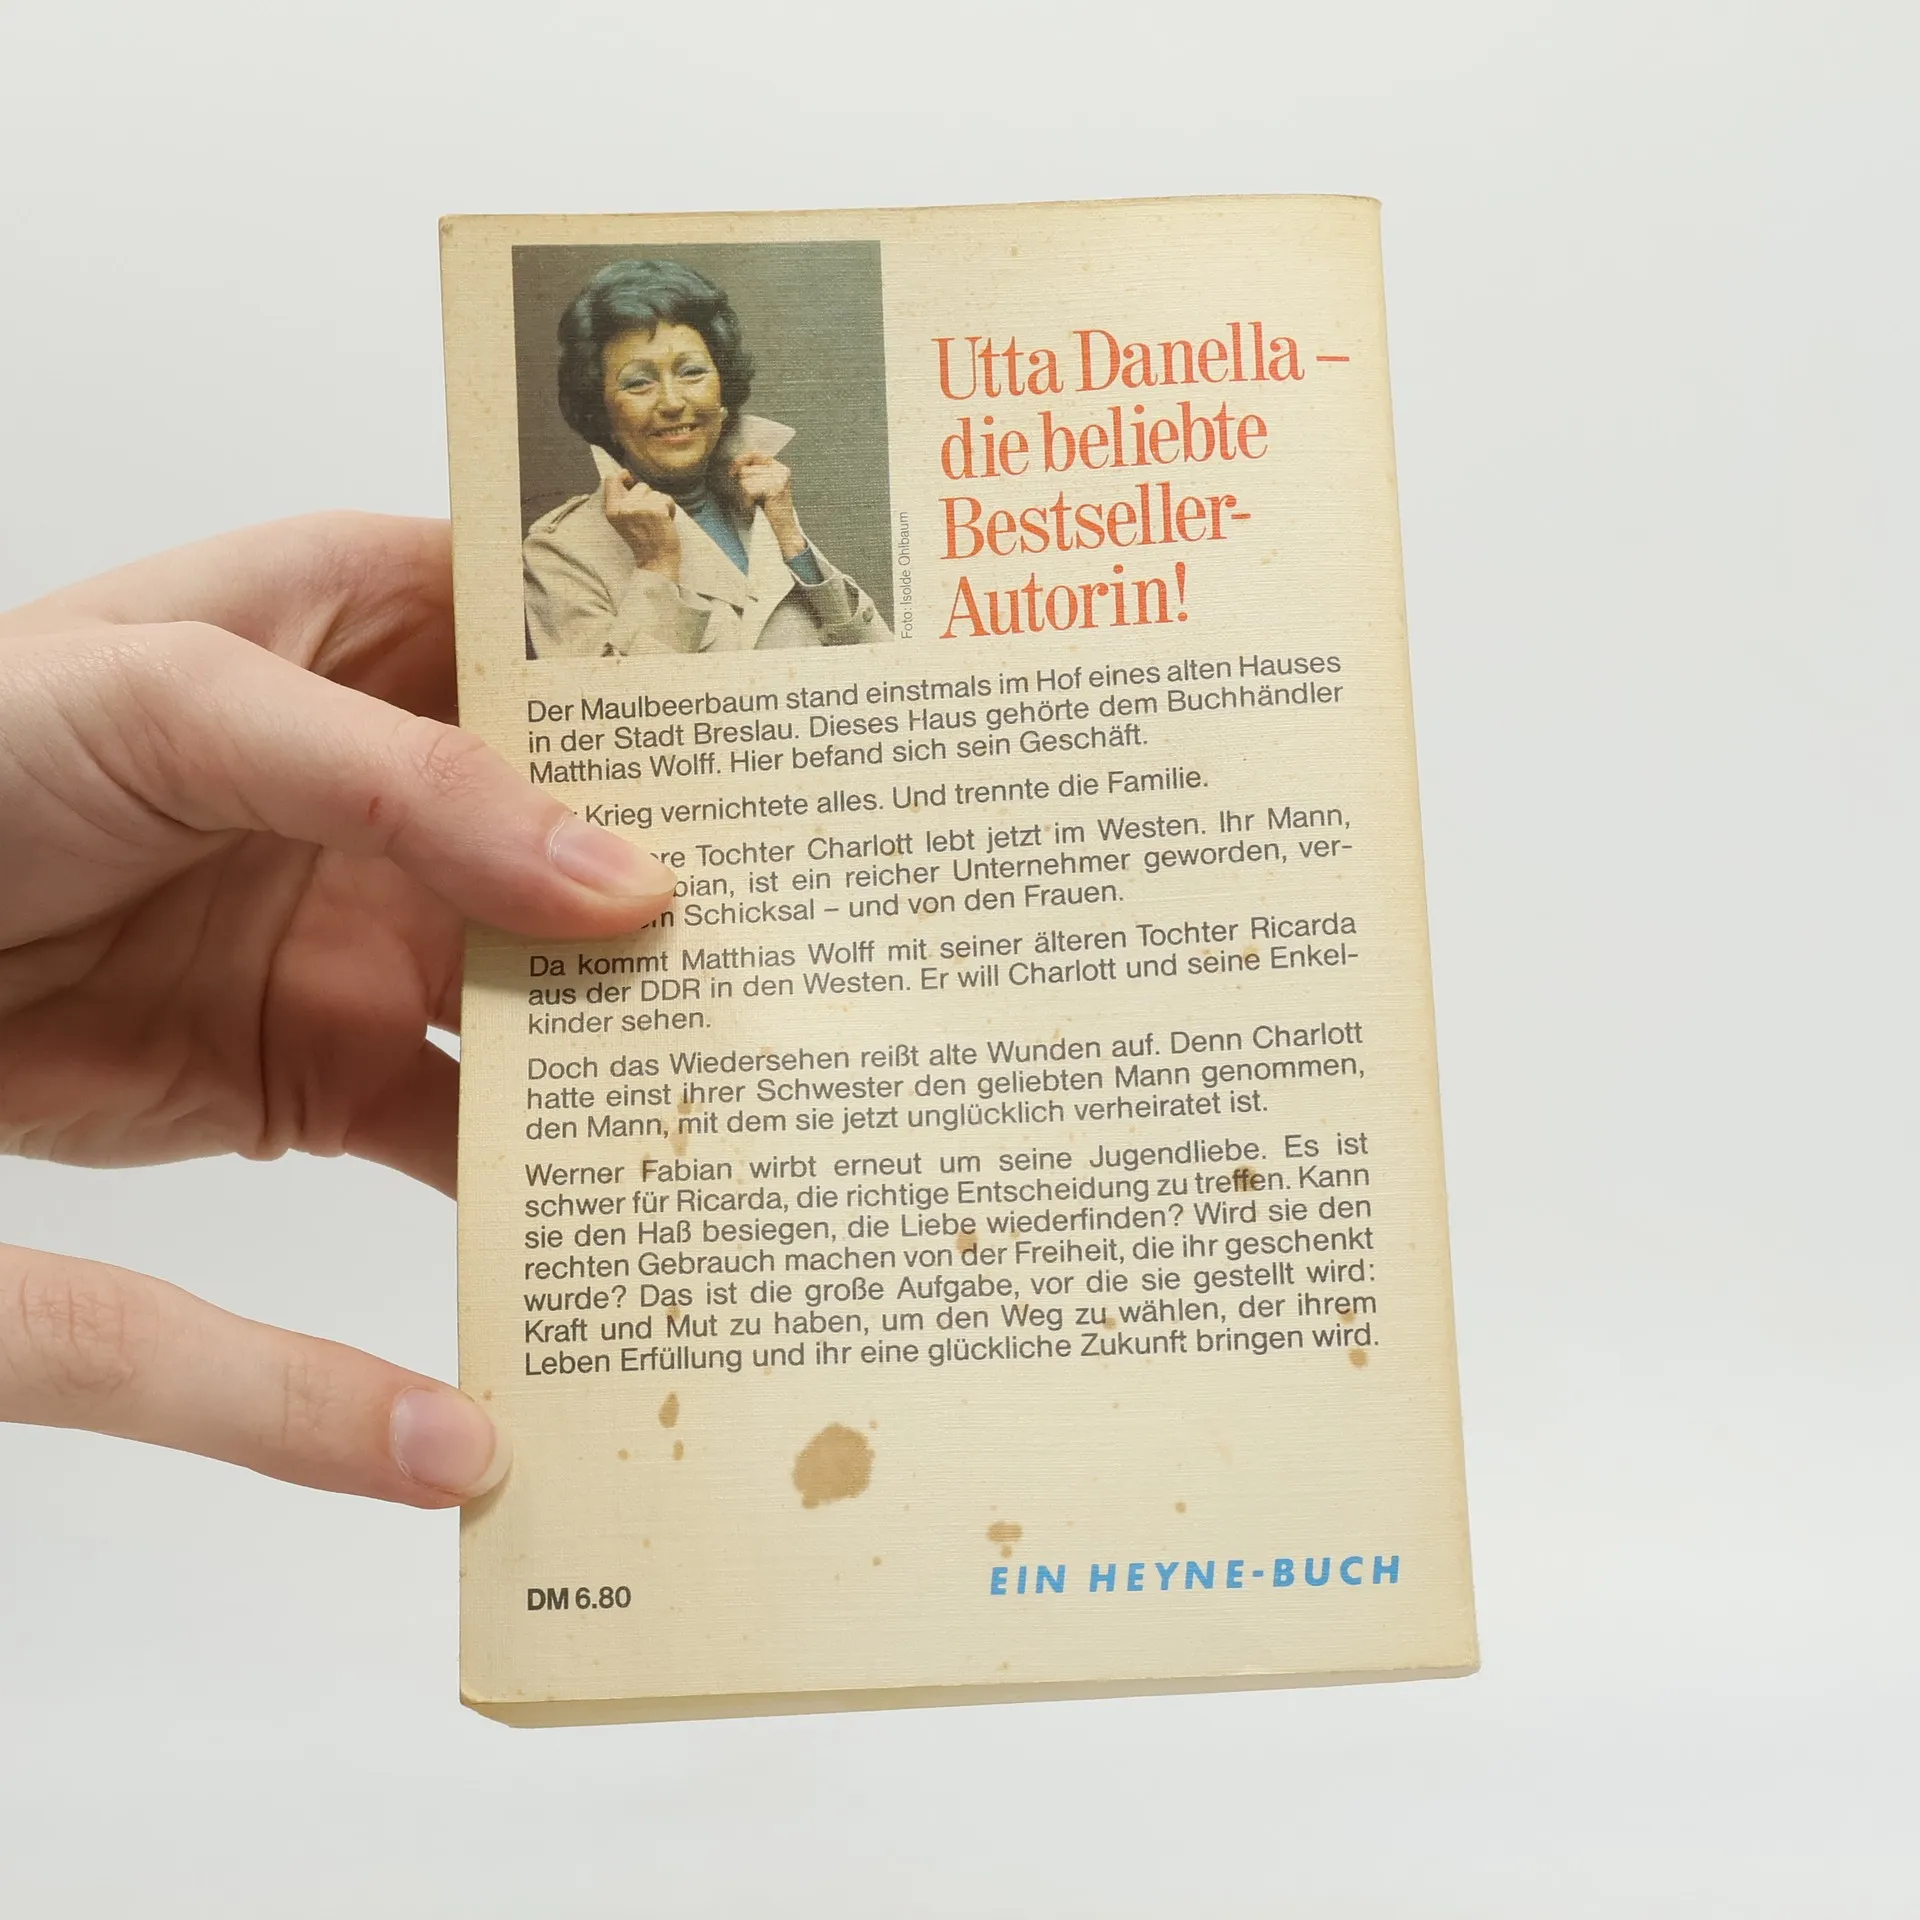 Utta Danella –
die beliebte
Bestseller-
Autorin!
Foto: Isolde Ohlbaum
Der Maulbeerbaum stand einstmals im Hof eines alten Hauses
in der Stadt Breslau. Dieses Haus gehörte dem Buchhändler
Matthias Wolff. Hier befand sich sein Geschäft.
Krieg vernichtete alles. Und trennte die Familie.
Tochter Charlott lebt jetzt im Westen. Ihr Mann,
ist ein reicher Unternehmer geworden, ver-
Schicksal – und von den Frauen.
Da kommt Matthias Wolff mit seiner älteren Tochter Ricarda
aus der DDR in den Westen. Er will Charlott und seine Enkel-
kinder sehen.
Doch das Wiedersehen reißt alte Wunden auf. Denn Charlott
hatte einst ihrer Schwester den geliebten Mann genommen,
den Mann, mit dem sie jetzt unglücklich verheiratet ist.
Werner Fabian wirbt erneut um seine Jugendliebe. Es ist
schwer für Ricarda, die richtige Entscheidung zu treffen. Kann
sie den Haß besiegen, die Liebe wiederfinden? Wird sie den
rechten Gebrauch machen von der Freiheit, die ihr geschenkt
wurde? Das ist die große Aufgabe, vor die sie gestellt wird:
Kraft und Mut zu haben, um den Weg zu wählen, der ihrem
Leben Erfüllung und ihr eine glückliche Zukunft bringen wird.
DM 6.80
EIN HEYNE-BUCH